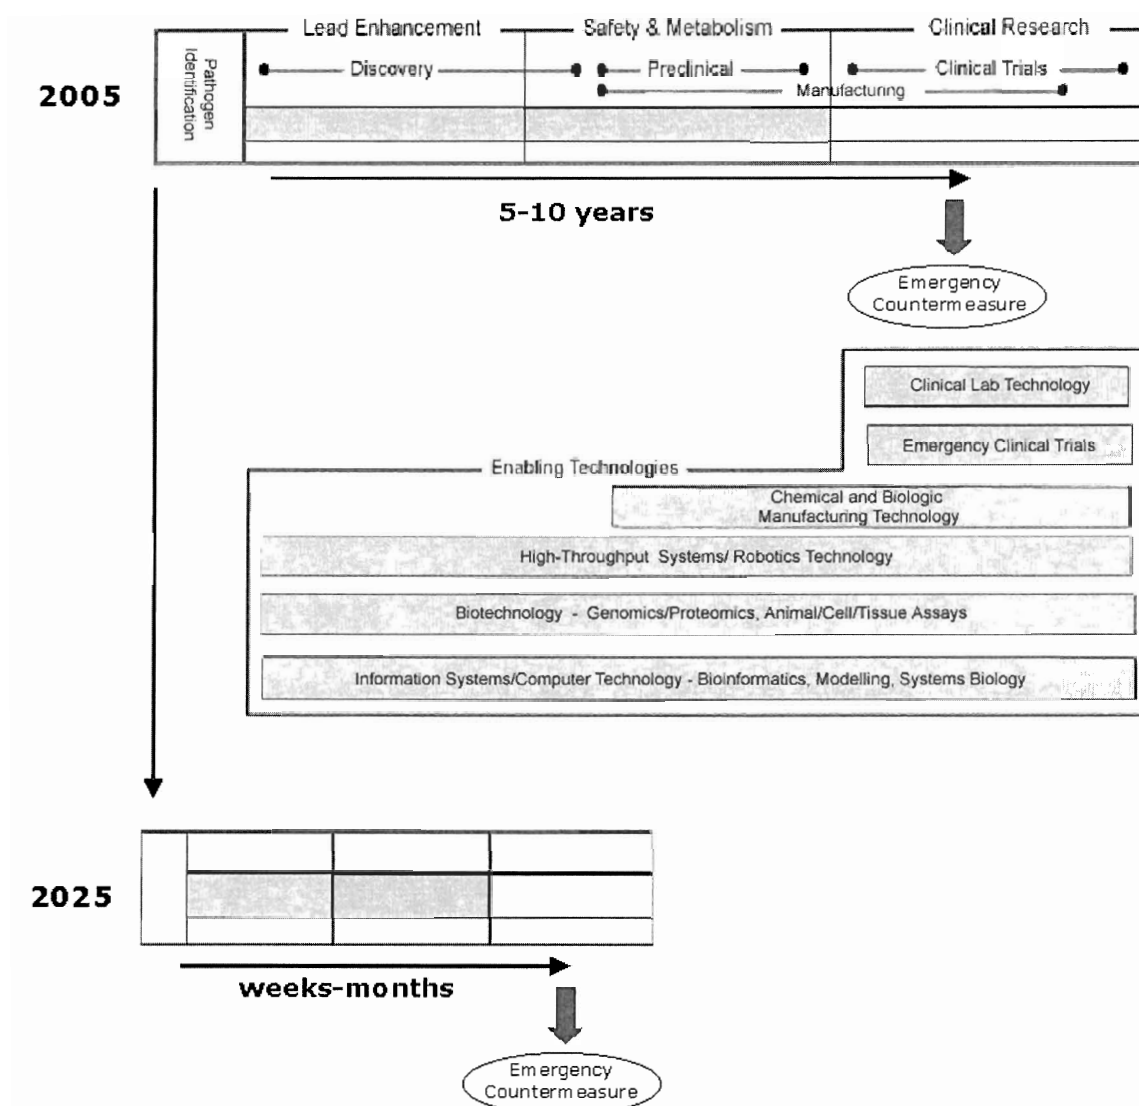 Lead Enhancement
Safety & Metabolism
Clinical Research
Pathogen
Identification
Discovery
Preclinical
Clinical Trials
Manufacturing
2005
5-10 years
Emergency
Countermeasure
Clinical Lab Technology
Emergency Clinical Trials
Enabling Technologies
Chemical and Biologic
Manufacturing Technology
High-Throughput Systems/ Robotics Technology
Biotechnology - Genomics/Proteomics, Animal/Cell/Tissue Assays
Information Systems/Computer Technology - Bioinformatics, Modelling, Systems Biology
2025
weeks-months
Emergency
Countermeasure